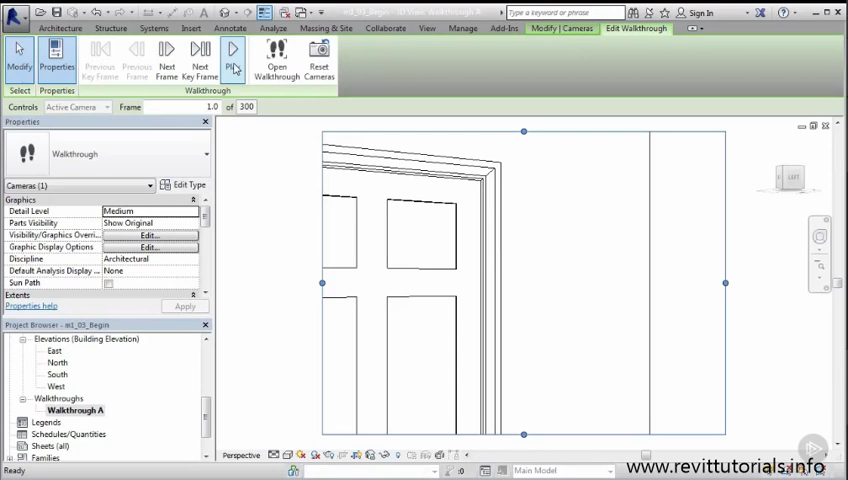 m1_03_Begin - 3D View: Walkthrough A
Type a keyword or phrase
Sign In
Architecture Structure Systems Insert Annotate Analyze Massing & Site Collaborate View Manage Add-Ins Modify | Cameras Edit Walkthrough
Modify Properties Previous Key Frame Previous Frame Next Frame Next Key Frame Play Open Walkthrough Reset Cameras
Select Properties Walkthrough
Controls Active Camera Frame 1.0 of 300
Properties
Walkthrough
Cameras (1) Edit Type
Graphics
Detail Level Medium
Parts Visibility Show Original
Visibility/Graphics Overri... Edit...
Graphic Display Options Edit...
Discipline Architectural
Default Analysis Display ... None
Sun Path
Extents
Properties help Apply
Project Browser - m1_03_Begin
Elevations (Building Elevation)
East
North
South
West
Walkthroughs
Walkthrough A
Legends
Schedules/Quantities
Sheets (all)
Families
LEFT
Perspective
Ready
:0
Main Model
www.revittutorials.info